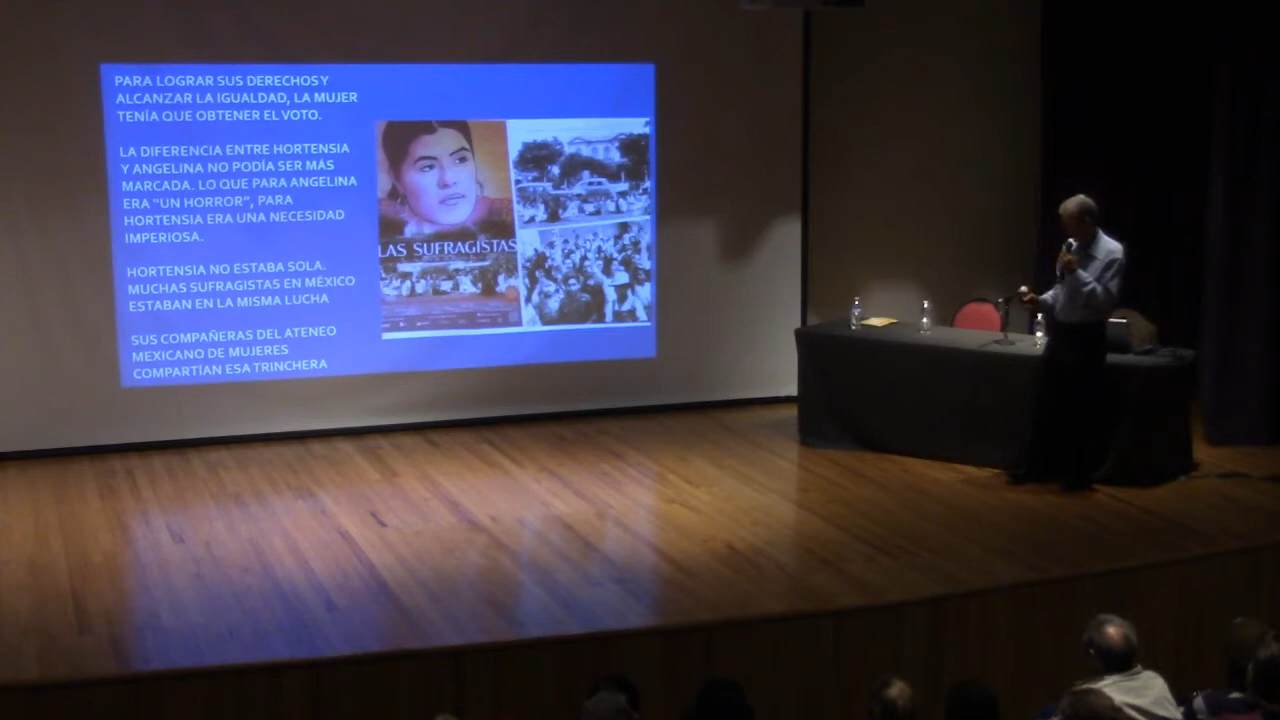 PARA LOGRAR SUS DERECHOS Y
ALCANZAR LA IGUALDAD, LA MUJER
TENÍA QUE OBTENER EL VOTO.
LA DIFERENCIA ENTRE HORTENSIA
Y ANGELINA NO PODÍA SER MÁS
MARCADA. LO QUE PARA ANGELINA
ERA "UN HORROR", PARA
HORTENSIA ERA UNA NECESIDAD
IMPERIOSA.
HORTENSIA NO ESTABA SOLA.
MUCHAS SUFRAGISTAS EN MÉXICO
ESTABAN EN LA MISMA LUCHA
SUS COMPAÑERAS DEL ATENEO
MEXICANO DE MUJERES
COMPARTÍAN ESA TRINCHERA
LAS SUFRAGISTAS